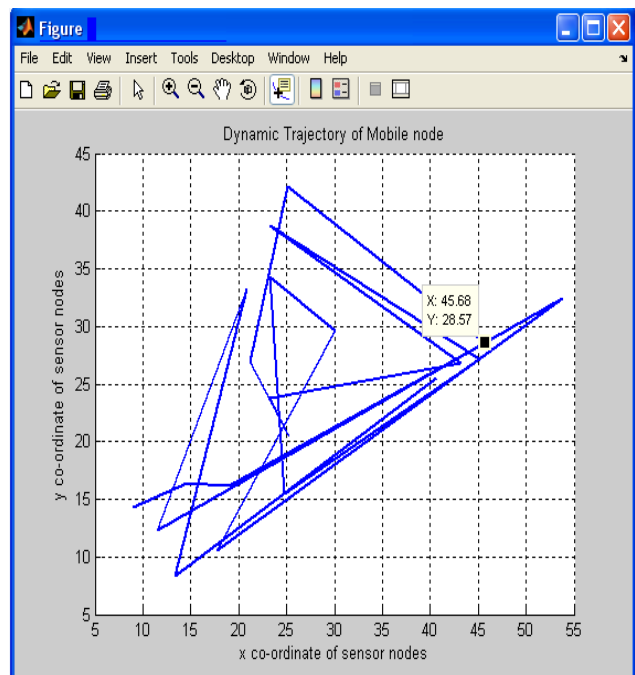 Figure
File Edit View Insert Tools Desktop Window Help
Dynamic Trajectory of Mobile node
45
40
35
30
25
20
15
10
5
y co-ordinate of sensor nodes
X: 45.68
Y: 28.57
5 10 15 20 25 30 35 40 45 50 55
x co-ordinate of sensor nodes